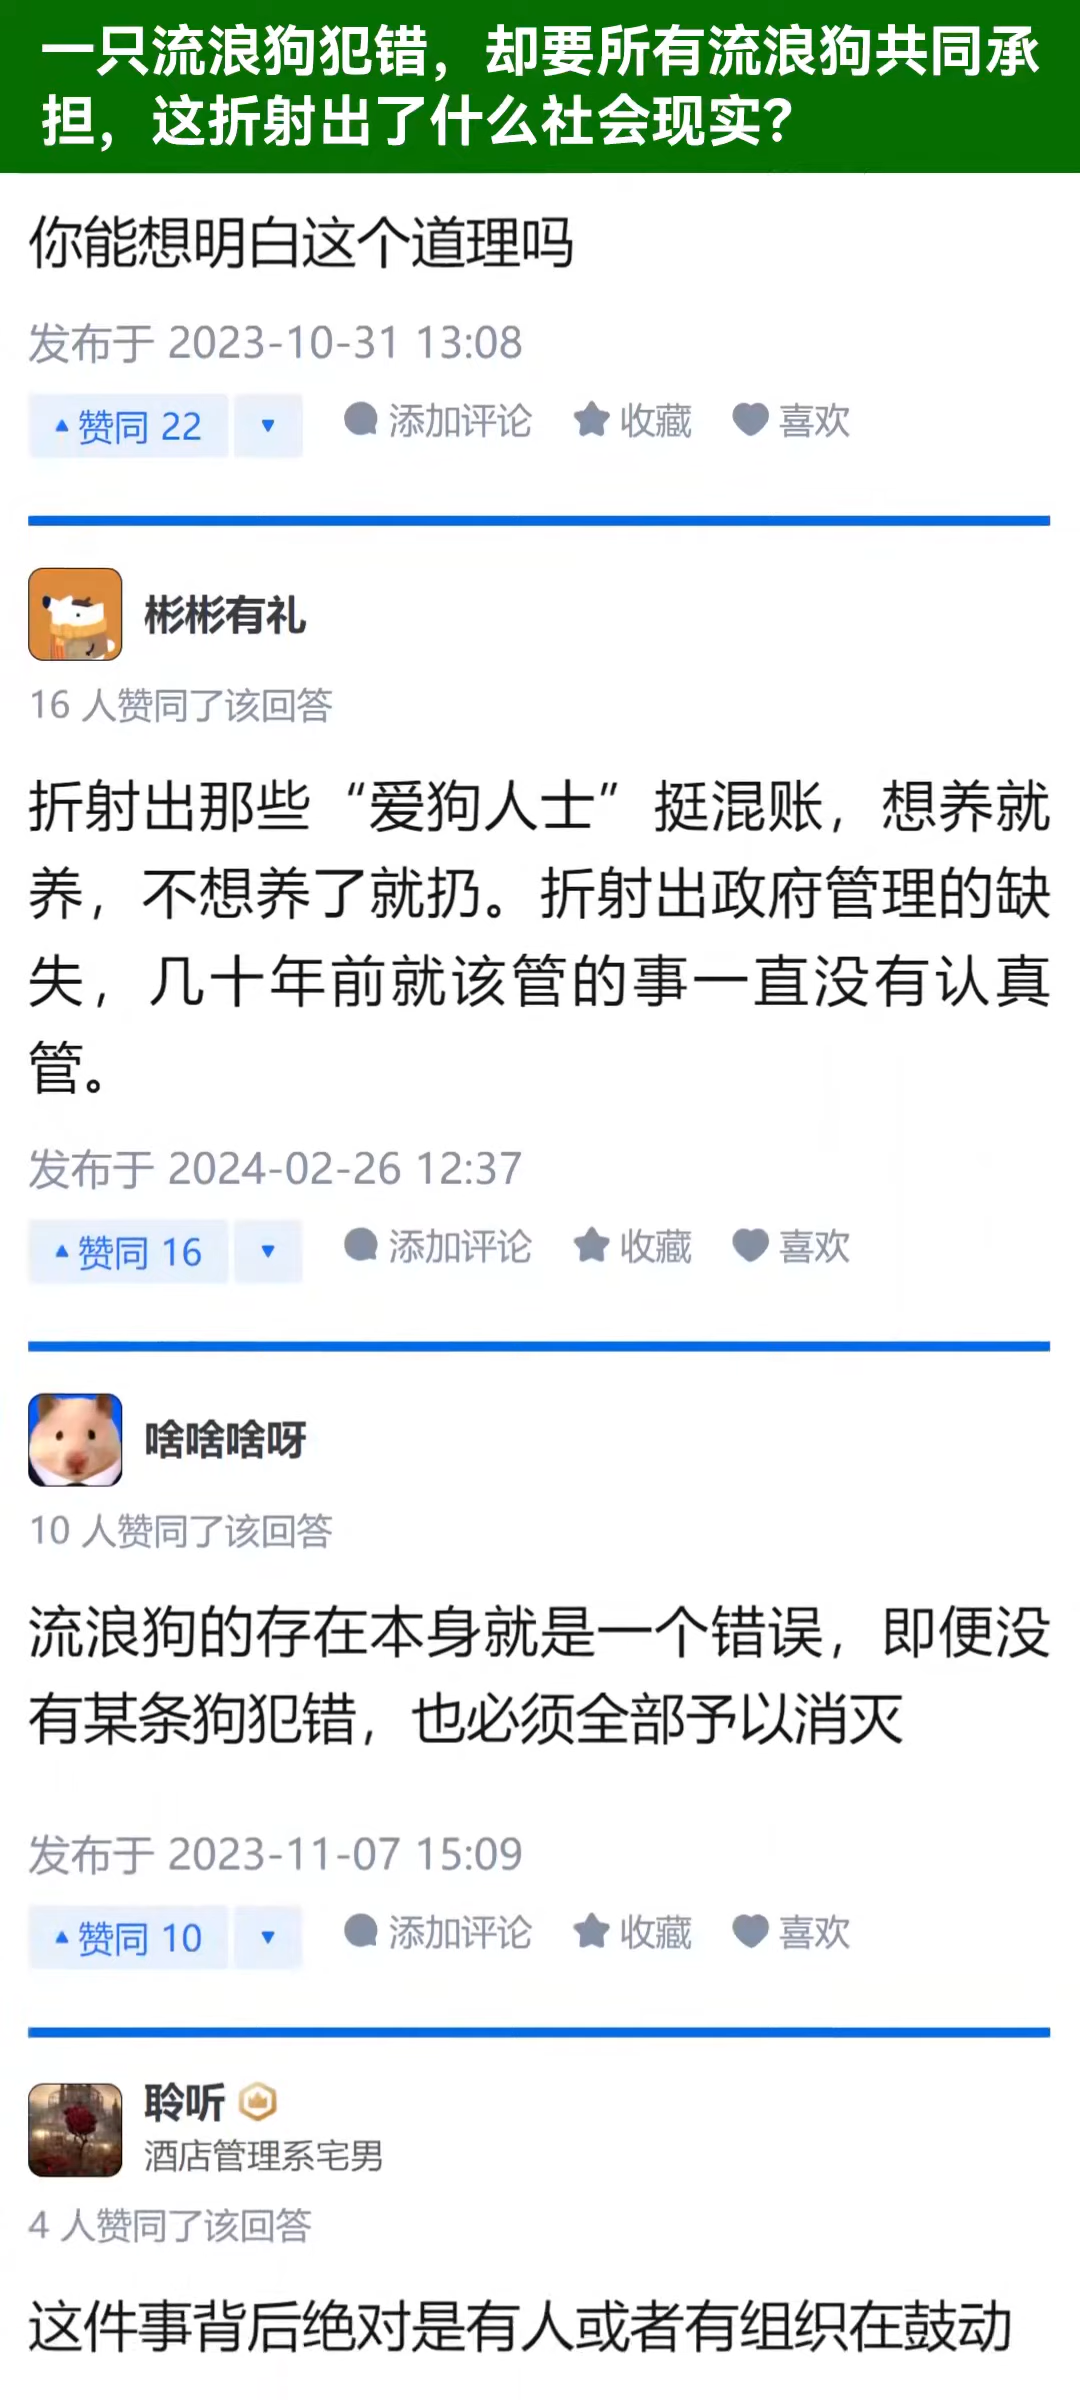 一只流浪狗犯错，却要所有流浪狗共同承
担，这折射出了什么社会现实？
你能想明白这个道理吗
发布于 2023-10-31 13:08
赞同 22 添加评论 收藏 喜欢
彬彬有礼
16 人赞同了该回答
折射出那些“爱狗人士”挺混账，想养就
养，不想养了就扔。折射出政府管理的缺
失，几十年前就该管的事一直没有认真
管。
发布于 2024-02-26 12:37
赞同 16 添加评论 收藏 喜欢
啥啥啥呀
10 人赞同了该回答
流浪狗的存在本身就是一个错误，即便没
有某条狗犯错，也必须全部予以消灭
发布于 2023-11-07 15:09
赞同 10 添加评论 收藏 喜欢
聆听
酒店管理系宅男
4 人赞同了该回答
这件事背后绝对是有人或者有组织在鼓动